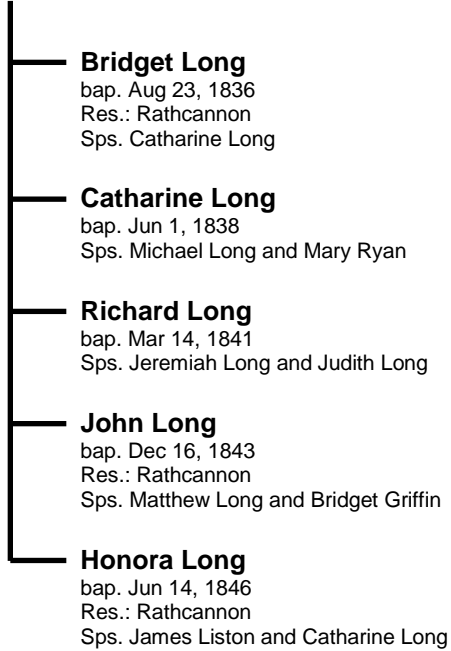 Bridget Long
bap. Aug 23, 1836
Res.: Rathcannon
Sps. Catharine Long
Catharine Long
bap. Jun 1, 1838
Sps. Michael Long and Mary Ryan
Richard Long
bap. Mar 14, 1841
Sps. Jeremiah Long and Judith Long
John Long
bap. Dec 16, 1843
Res.: Rathcannon
Sps. Matthew Long and Bridget Griffin
Honora Long
bap. Jun 14, 1846
Res.: Rathcannon
Sps. James Liston and Catharine Long